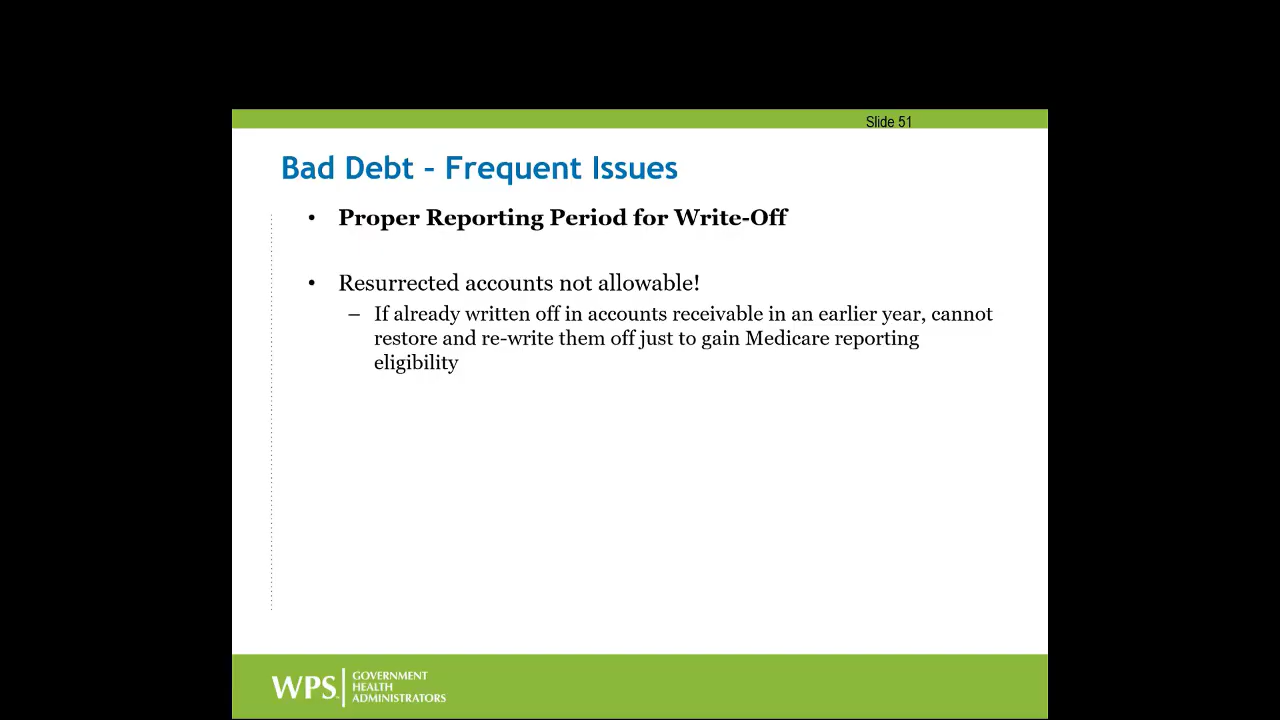 Slide 51
Bad Debt – Frequent Issues
• Proper Reporting Period for Write-Off
• Resurrected accounts not allowable!
– If already written off in accounts receivable in an earlier year, cannot
restore and re-write them off just to gain Medicare reporting
eligibility
WPS
GOVERNMENT
HEALTH
ADMINISTRATORS